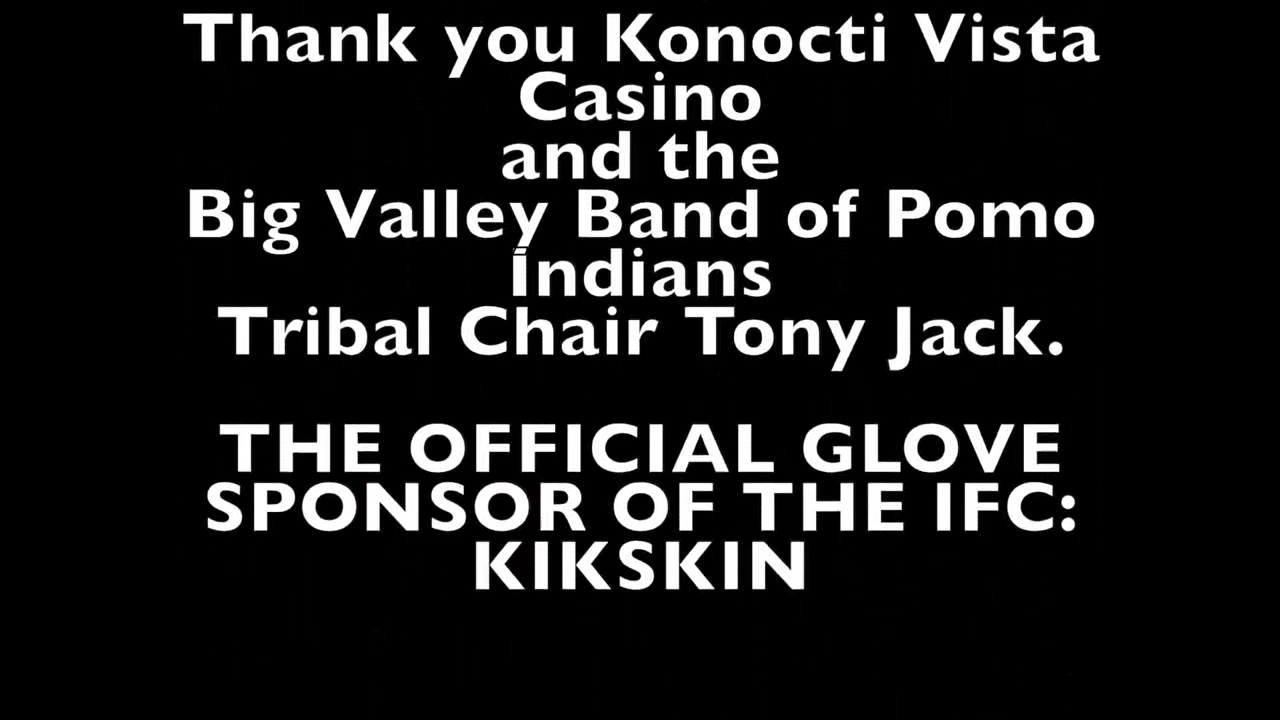 Thank you Konocti Vista
Casino
and the
Big Valley Band of Pomo
Indians
Tribal Chair Tony Jack.
THE OFFICIAL GLOVE
SPONSOR OF THE IFC:
KIKSKIN